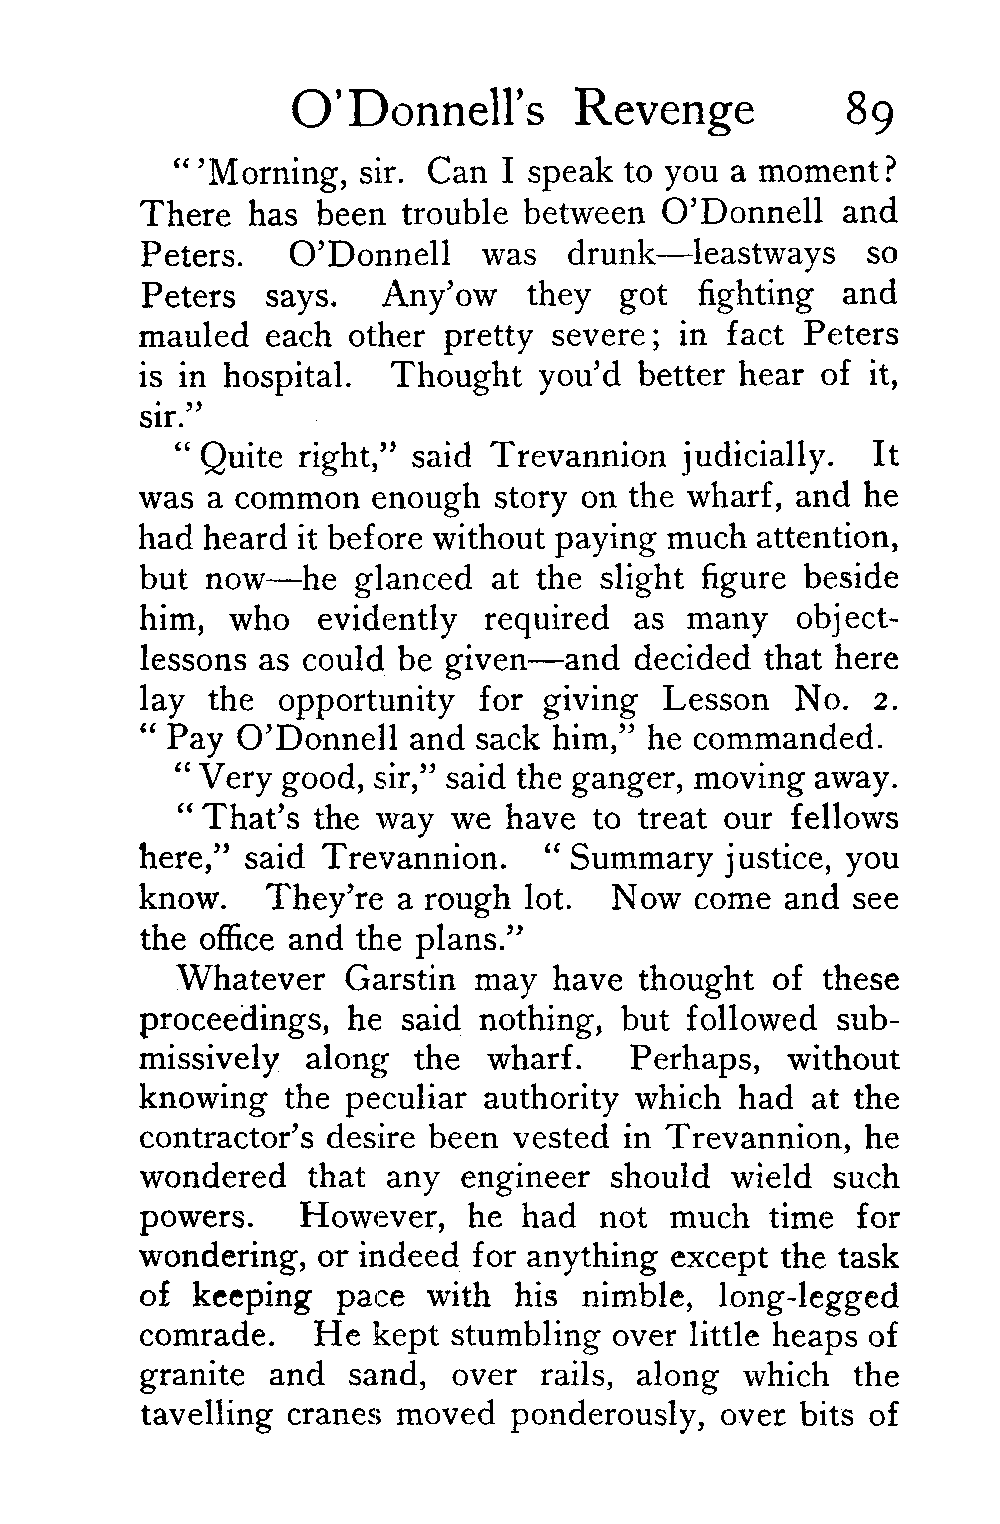 O'Donnell's Revenge 89
"'Morning, sir. Can I speak to you a moment?
There has been trouble between O'Donnell and
Peters. O'Donnell was drunk—leastways so
Peters says. Any'ow they got fighting and
mauled each other pretty severe; in fact Peters
is in hospital. Thought you'd better hear of it,
sir."
"Quite right," said Trevannion judicially. It
was a common enough story on the wharf, and he
had heard it before without paying much attention,
but now—he glanced at the slight figure beside
him, who evidently required as many object-
lessons as could be given—and decided that here
lay the opportunity for giving Lesson No. 2.
"Pay O'Donnell and sack him," he commanded.
"Very good, sir," said the ganger, moving away.
"That's the way we have to treat our fellows
here," said Trevannion. "Summary justice, you
know. They're a rough lot. Now come and see
the office and the plans."
Whatever Garstin may have thought of these
proceedings, he said nothing, but followed sub-
missively along the wharf. Perhaps, without
knowing the peculiar authority which had at the
contractor's desire been vested in Trevannion, he
wondered that any engineer should wield such
powers. However, he had not much time for
wondering, or indeed for anything except the task
of keeping pace with his nimble, long-legged
comrade. He kept stumbling over little heaps of
granite and sand, over rails, along which the
tavelling cranes moved ponderously, over bits of